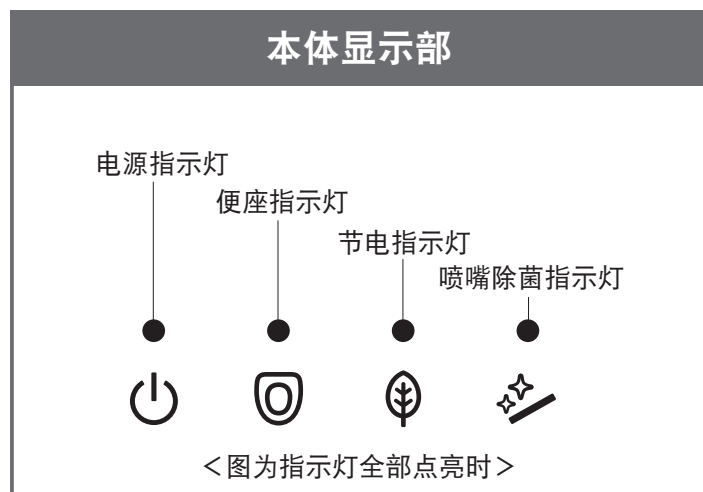 本体显示部
电源指示灯
便座指示灯
节电指示灯
喷嘴除菌指示灯
＜图为指示灯全部点亮时＞